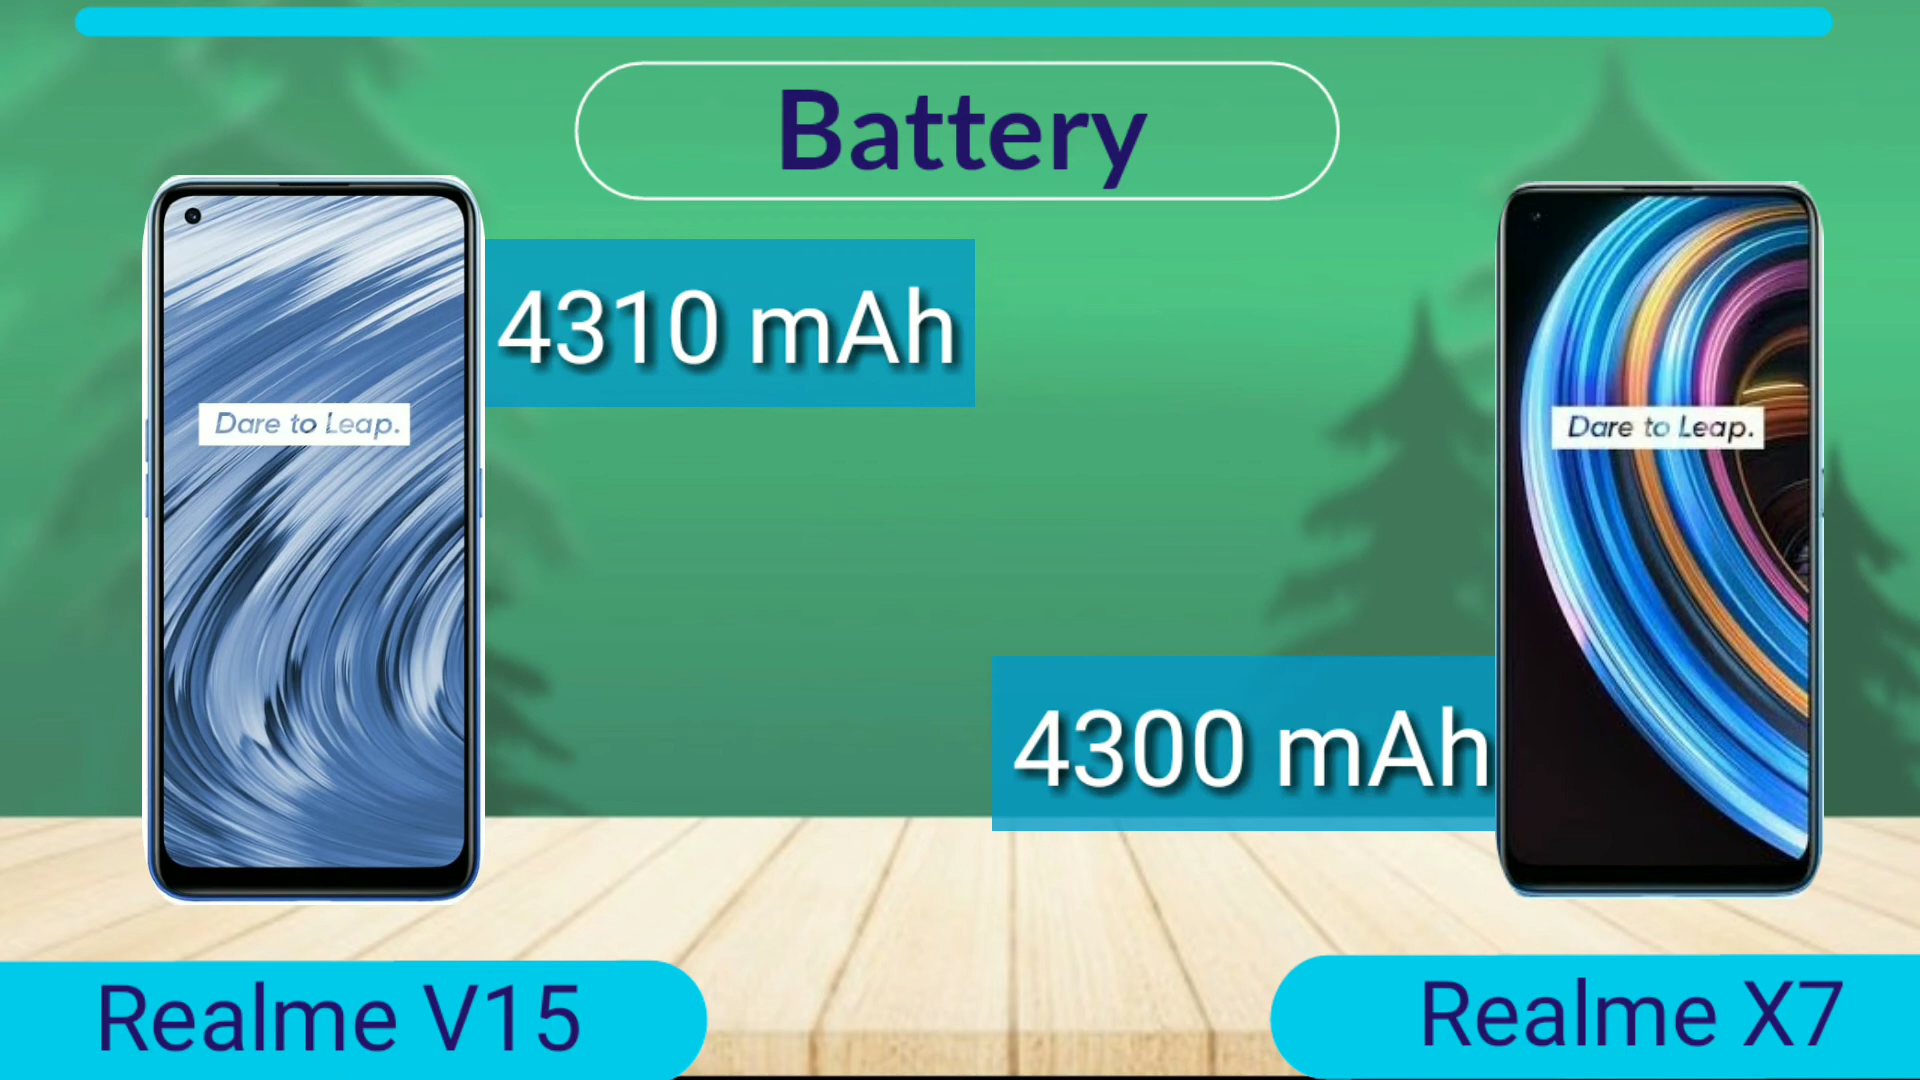 Battery
4310 mAh
Dare to Leap.
Dare to Leap.
4300 mAh
Realme V15
Realme X7